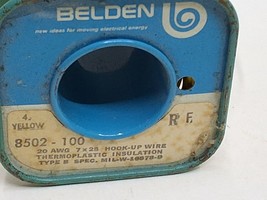 BELDEN
new ideas for moving electrical energy
4.
YELLOW
R F
8502 - 100
20 AWG 7 x 28 HOOK-UP WIRE
THERMOPLASTIC INSULATION
TYPE B SPEC. MIL-W-16878-D